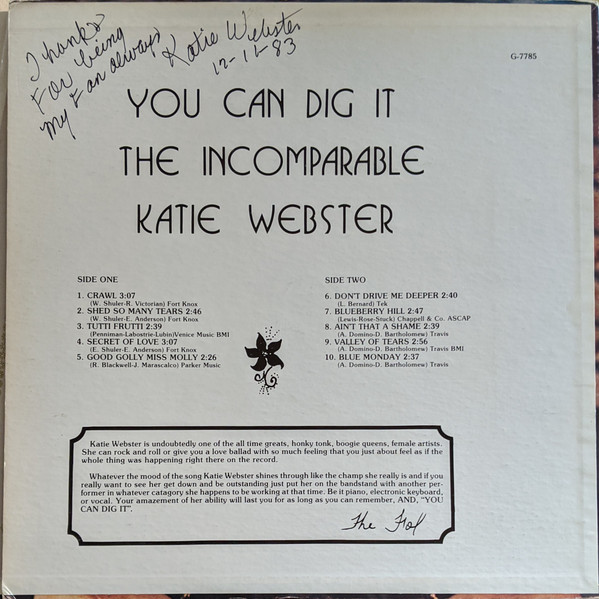 Thanks
For being
My Fan always
Katie Webster
12-11-83
G-7785
YOU CAN DIG IT
THE INCOMPARABLE
KATIE WEBSTER
SIDE ONE
1. CRAWL 3:07
(W. Shuler-R. Victorian) Fort Knox
2. SHED SO MANY TEARS 2:46
(W. Shuler-E. Anderson) Fort Knox
3. TUTTI FRUTTI 2:39
(Penniman-Labostrie-Lubin)Venice Music BMI
4. SECRET OF LOVE 3:07
(E. Shuler-E. Anderson) Fort Knox
5. GOOD GOLLY MISS MOLLY 2:26
(R. Blackwell-J. Marascalco) Parker Music
SIDE TWO
6. DON'T DRIVE ME DEEPER 2:40
(L. Bernard) Tek
7. BLUEBERRY HILL 2:47
(Lewis-Rose-Stuck) Chappell & Co. ASCAP
8. AIN'T THAT A SHAME 2:39
(A. Domino-D. Bartholomew) Travis
9. VALLEY OF TEARS 2:56
(A. Domino-D. Bartholomew) Travis BMI
10. BLUE MONDAY 2:37
(A. Domino-D. Bartholomew) Travis
Katie Webster is undoubtedly one of the all time greats, honky tonk, boogie queens, female artists.
She can rock and roll or give you a love ballad with so much feeling that you just about feel as if the
whole thing was happening right there on the record.
Whatever the mood of the song Katie Webster shines through like the champ she really is and if you
really want to see her get down and be outstanding just put her on the bandstand with another per-
former in whatever catagory she happens to be working at that time. Be it piano, electronic keyboard,
or vocal. Your amazement of her ability will last you for as long as you can remember, AND, "YOU
CAN DIG IT".
The